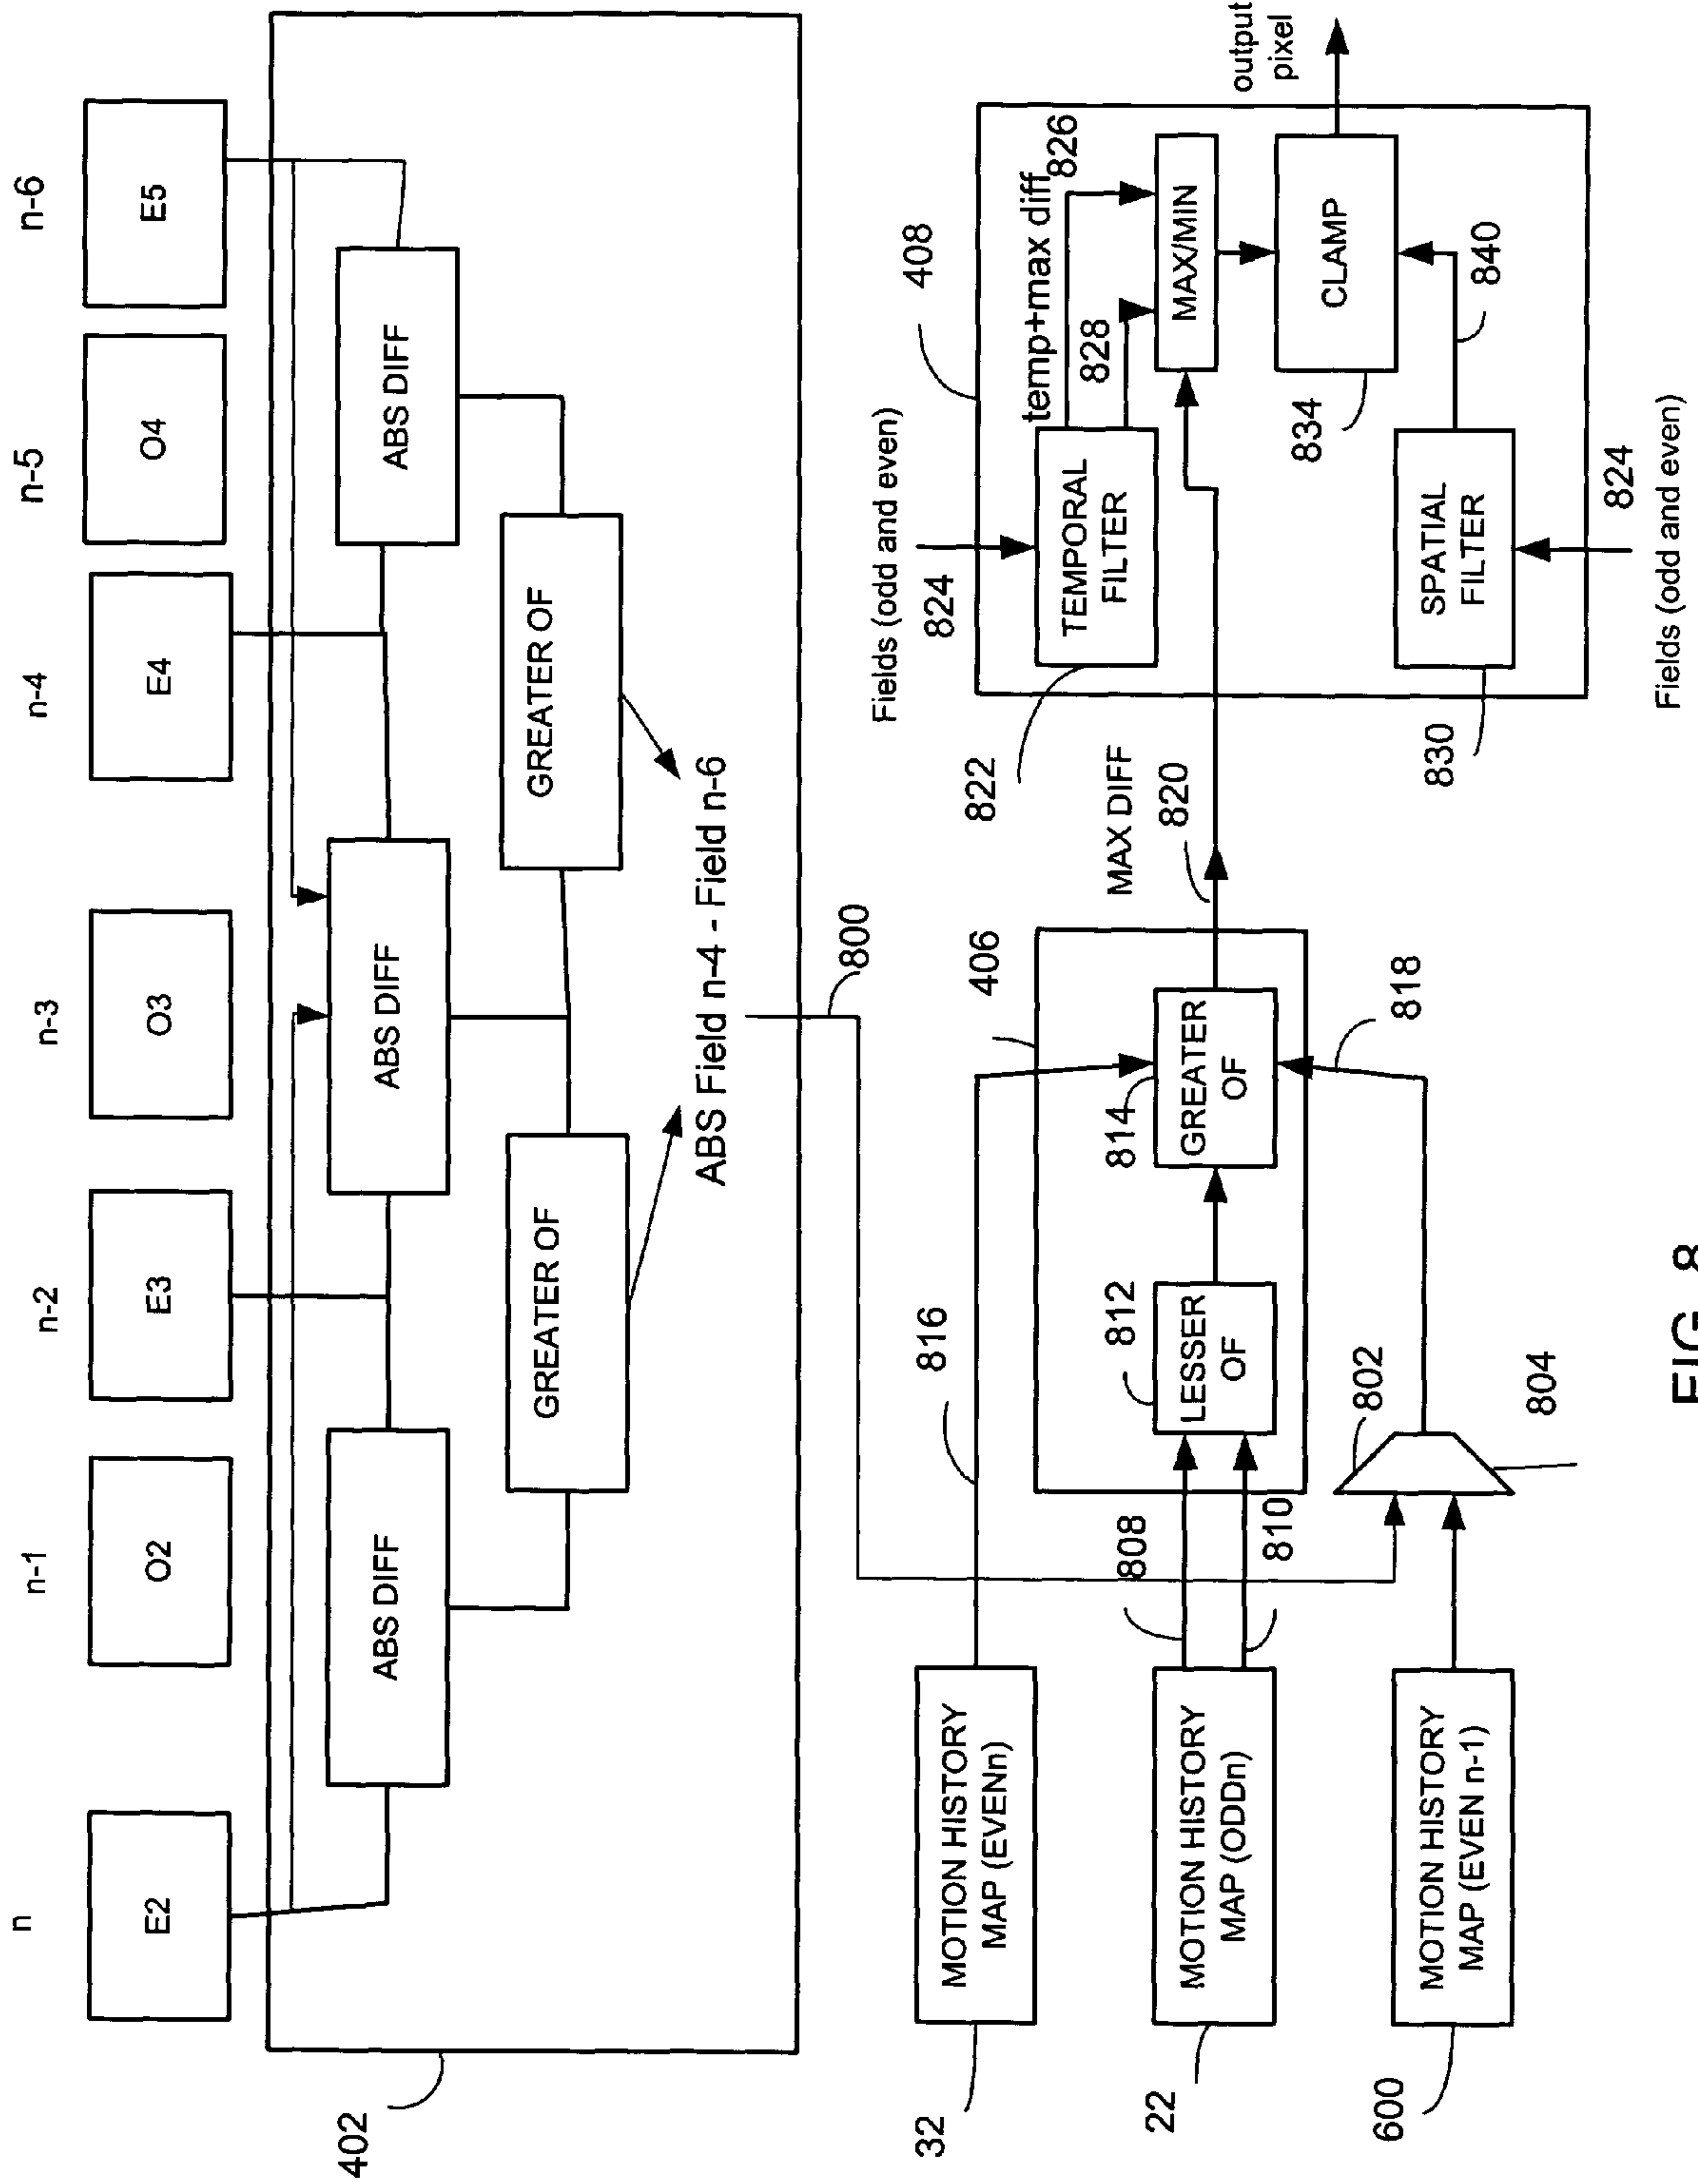 n
n-1
n-2
n-3
n-4
n-5
n-6
E2
O2
E3
O3
E4
O4
E5
ABS DIFF
ABS DIFF
ABS DIFF
GREATER OF
GREATER OF
ABS Field n-4 - Field n-6
402
800
32
MOTION HISTORY
MAP (EVENn)
816
22
MOTION HISTORY
MAP (ODDn)
808
810
600
MOTION HISTORY
MAP (EVEN n-1)
802
804
406
LESSER
OF
812
GREATER
OF
814
818
MAX DIFF
820
408
Fields (odd and even)
824
822
TEMPORAL
FILTER
temp+max diff
826
828
MAX/MIN
CLAMP
834
840
output
pixel
830
SPATIAL
FILTER
824
Fields (odd and even)
FIG. 8